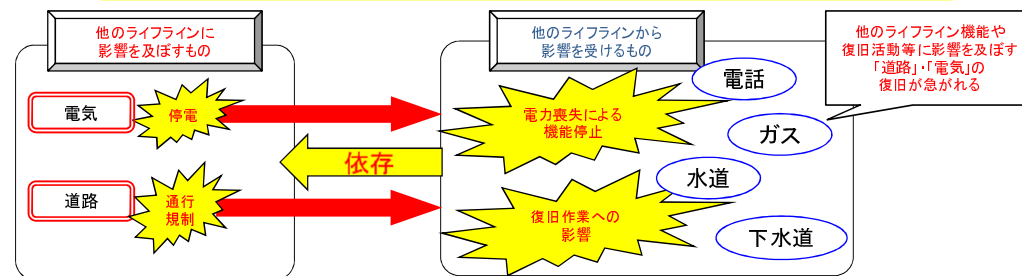 他のライフラインに
影響を及ぼすもの
他のライフラインから
影響を受けるもの
他のライフライン機能や
復旧活動等に影響を及ぼす
「道路」・「電気」の
復旧が急がれる
電気
停電
電力喪失による
機能停止
電話
ガス
依存
水道
道路
通行
規制
復旧作業への
影響
下水道